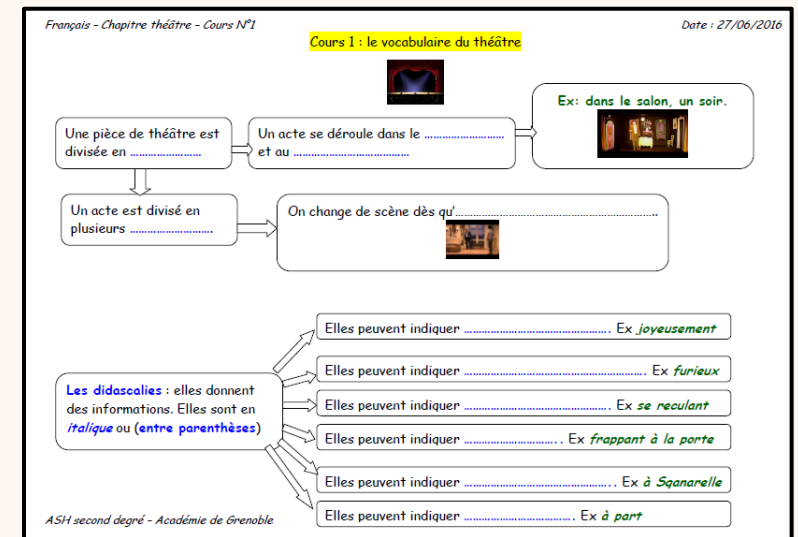 Français – Chapitre théâtre – Cours N°1
Date : 27/06/2016
Cours 1 : le vocabulaire du théâtre
Une pièce de théâtre est
divisée en ........................
Un acte se déroule dans le ...........................
et au .......................................
Ex: dans le salon, un soir.
Un acte est divisé en
plusieurs ............................
On change de scène dès qu'....................................................................
Les didascalies : elles donnent
des informations. Elles sont en
italique ou (entre parenthèses)
Elles peuvent indiquer ................................................. Ex joyeusement
Elles peuvent indiquer ............................................................. Ex furieux
Elles peuvent indiquer ................................................. Ex se reculant
Elles peuvent indiquer ................................. Ex frappant à la porte
Elles peuvent indiquer ................................................... Ex à Sganarelle
Elles peuvent indiquer ..................................... Ex à part
ASH second degré – Académie de Grenoble